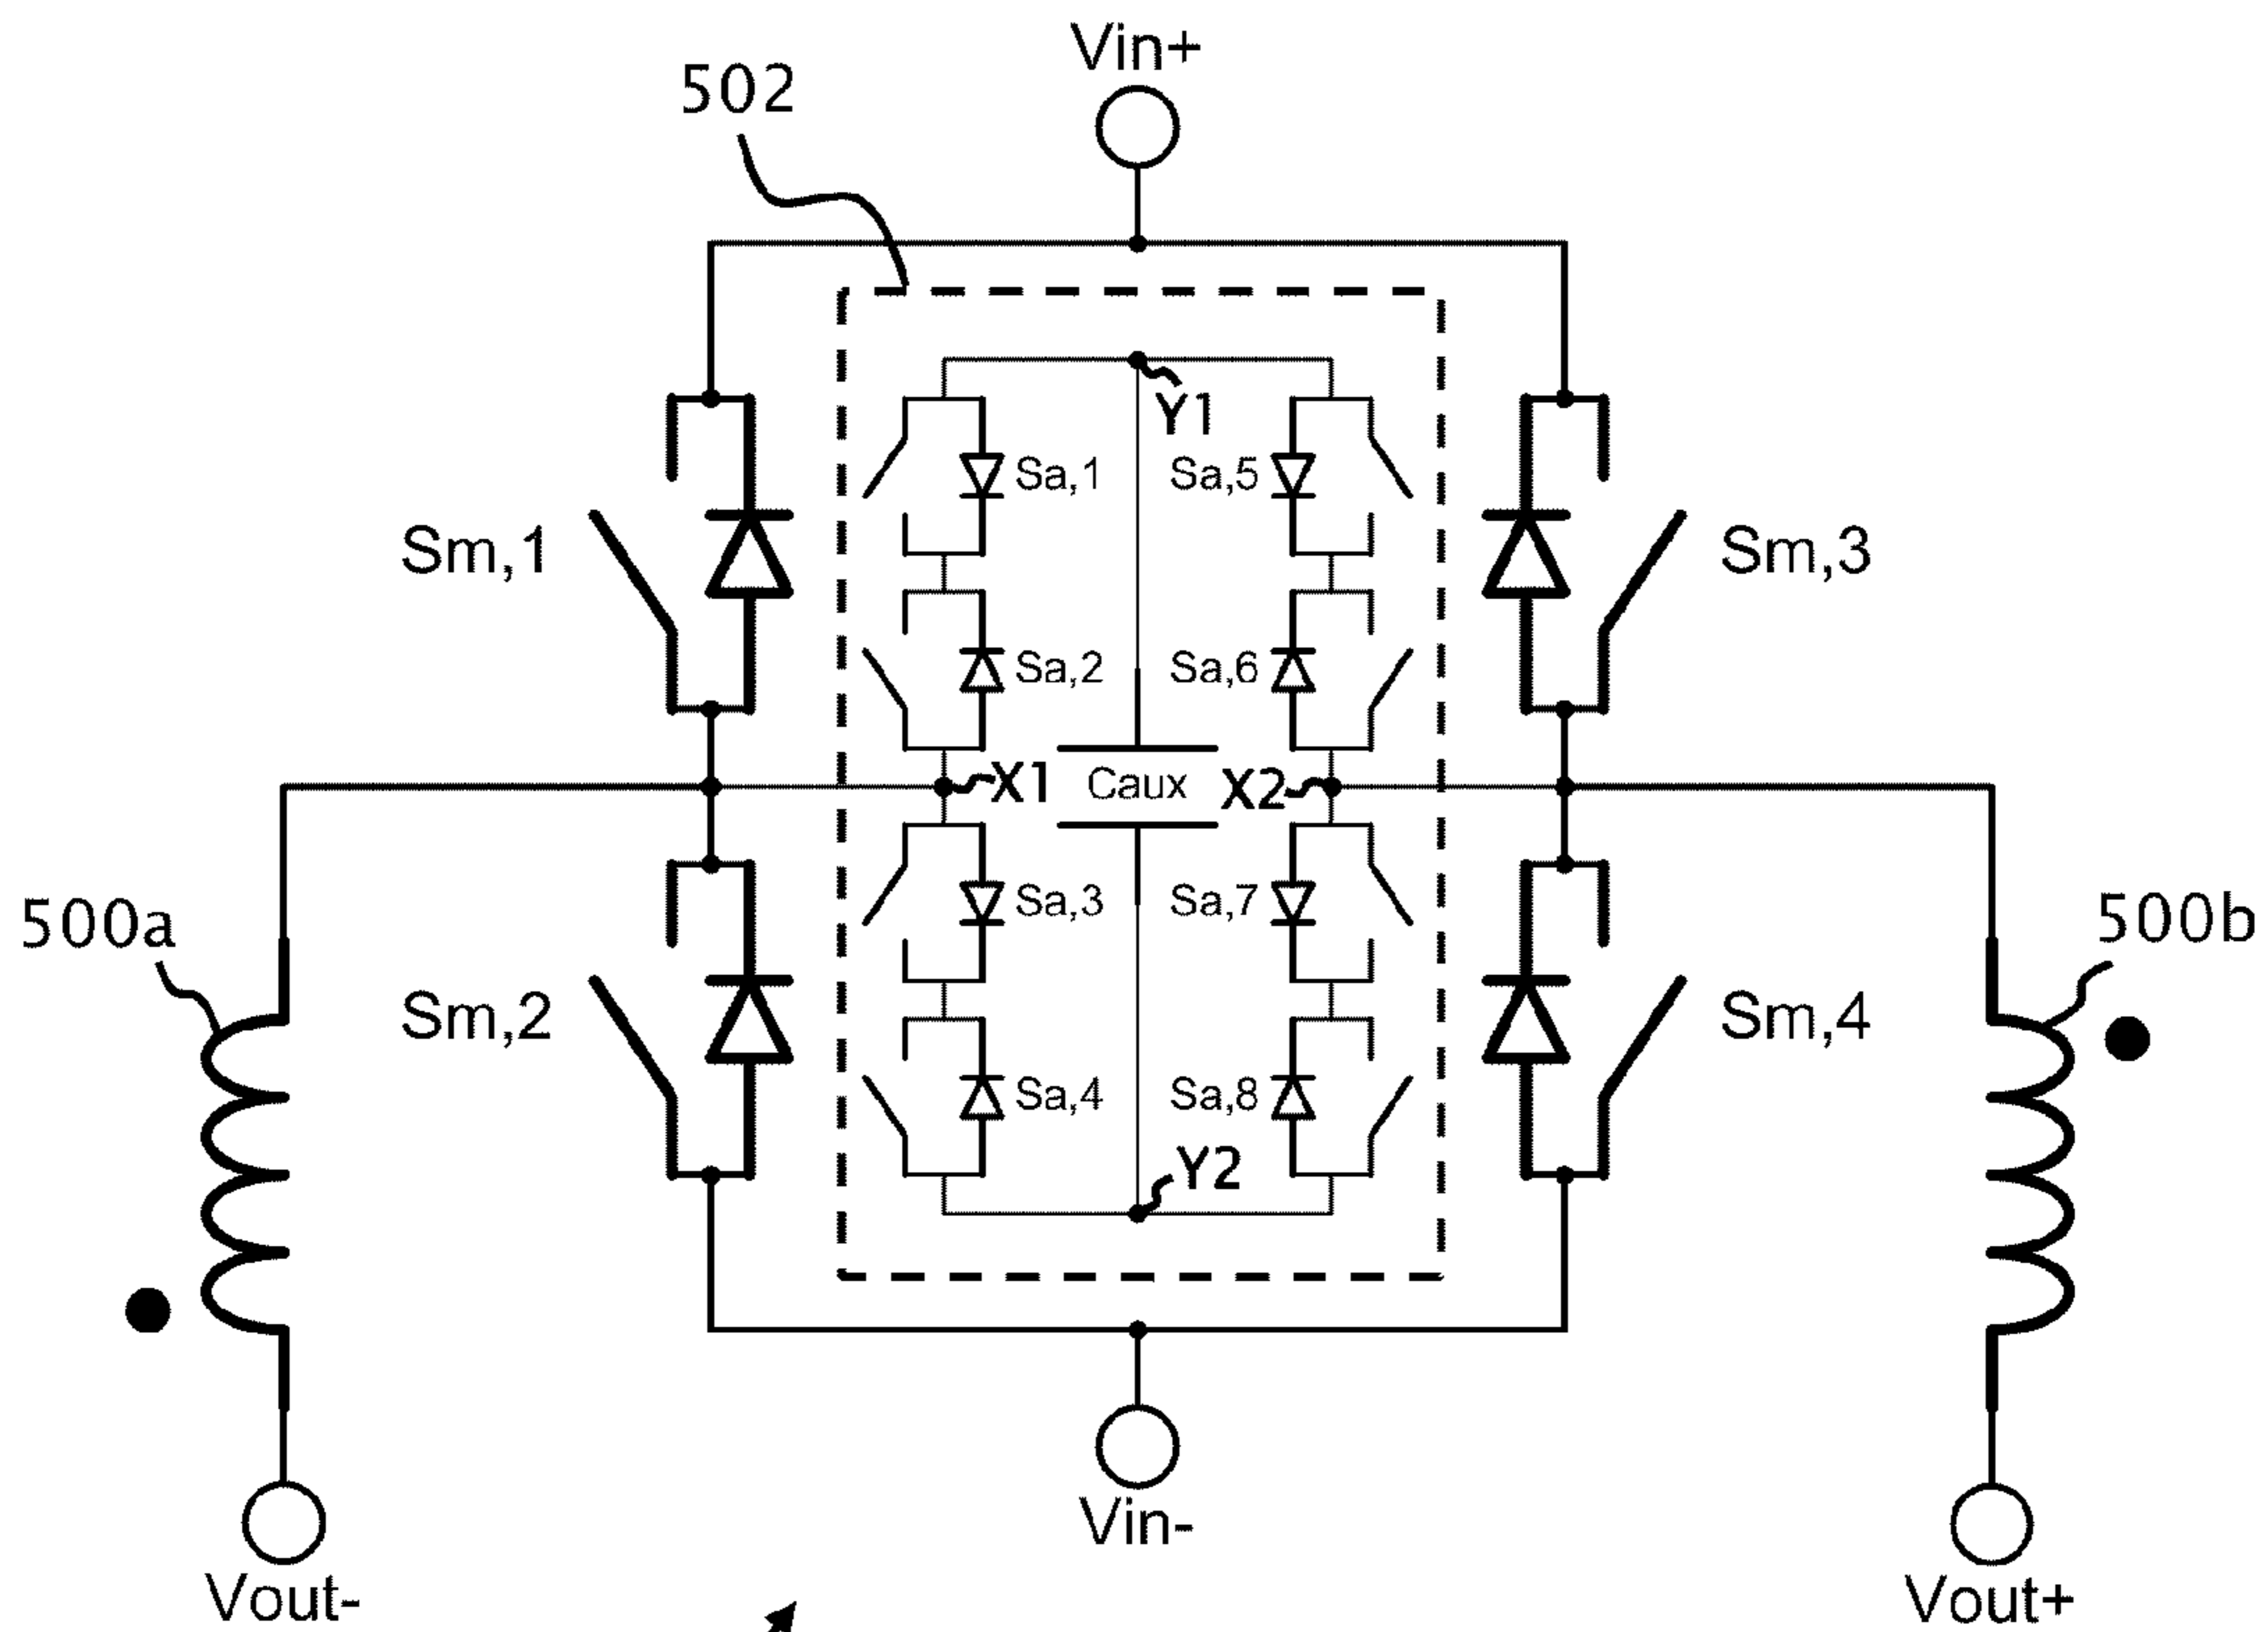 Vin+
502
Y1
Sa,1
Sa,5
Sm,1
Sm,3
Sa,2
Sa,6
X1
Caux
X2
Sa,3
Sa,7
500a
500b
Sm,2
Sm,4
Sa,4
Sa,8
Y2
Vin-
Vout-
Vout+